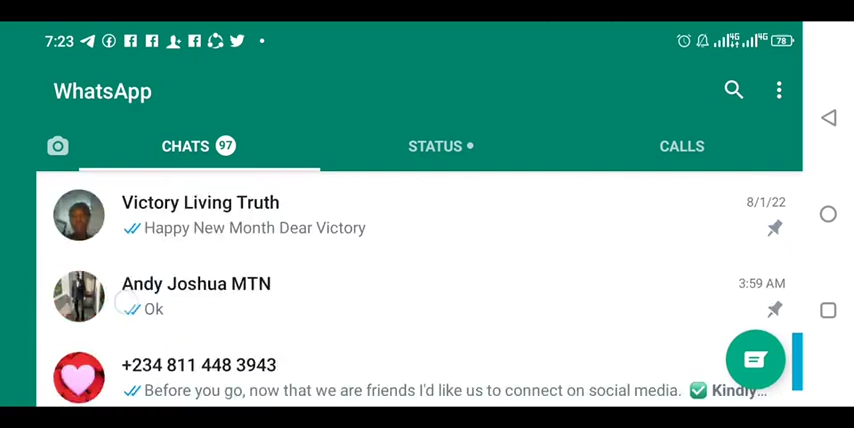 7:23
4G 4G 78
WhatsApp
CHATS 97 STATUS CALLS
Victory Living Truth 8/1/22
Happy New Month Dear Victory
Andy Joshua MTN 3:59 AM
Ok
+234 811 448 3943
Before you go, now that we are friends I'd like us to connect on social media. ✅ Kindly...